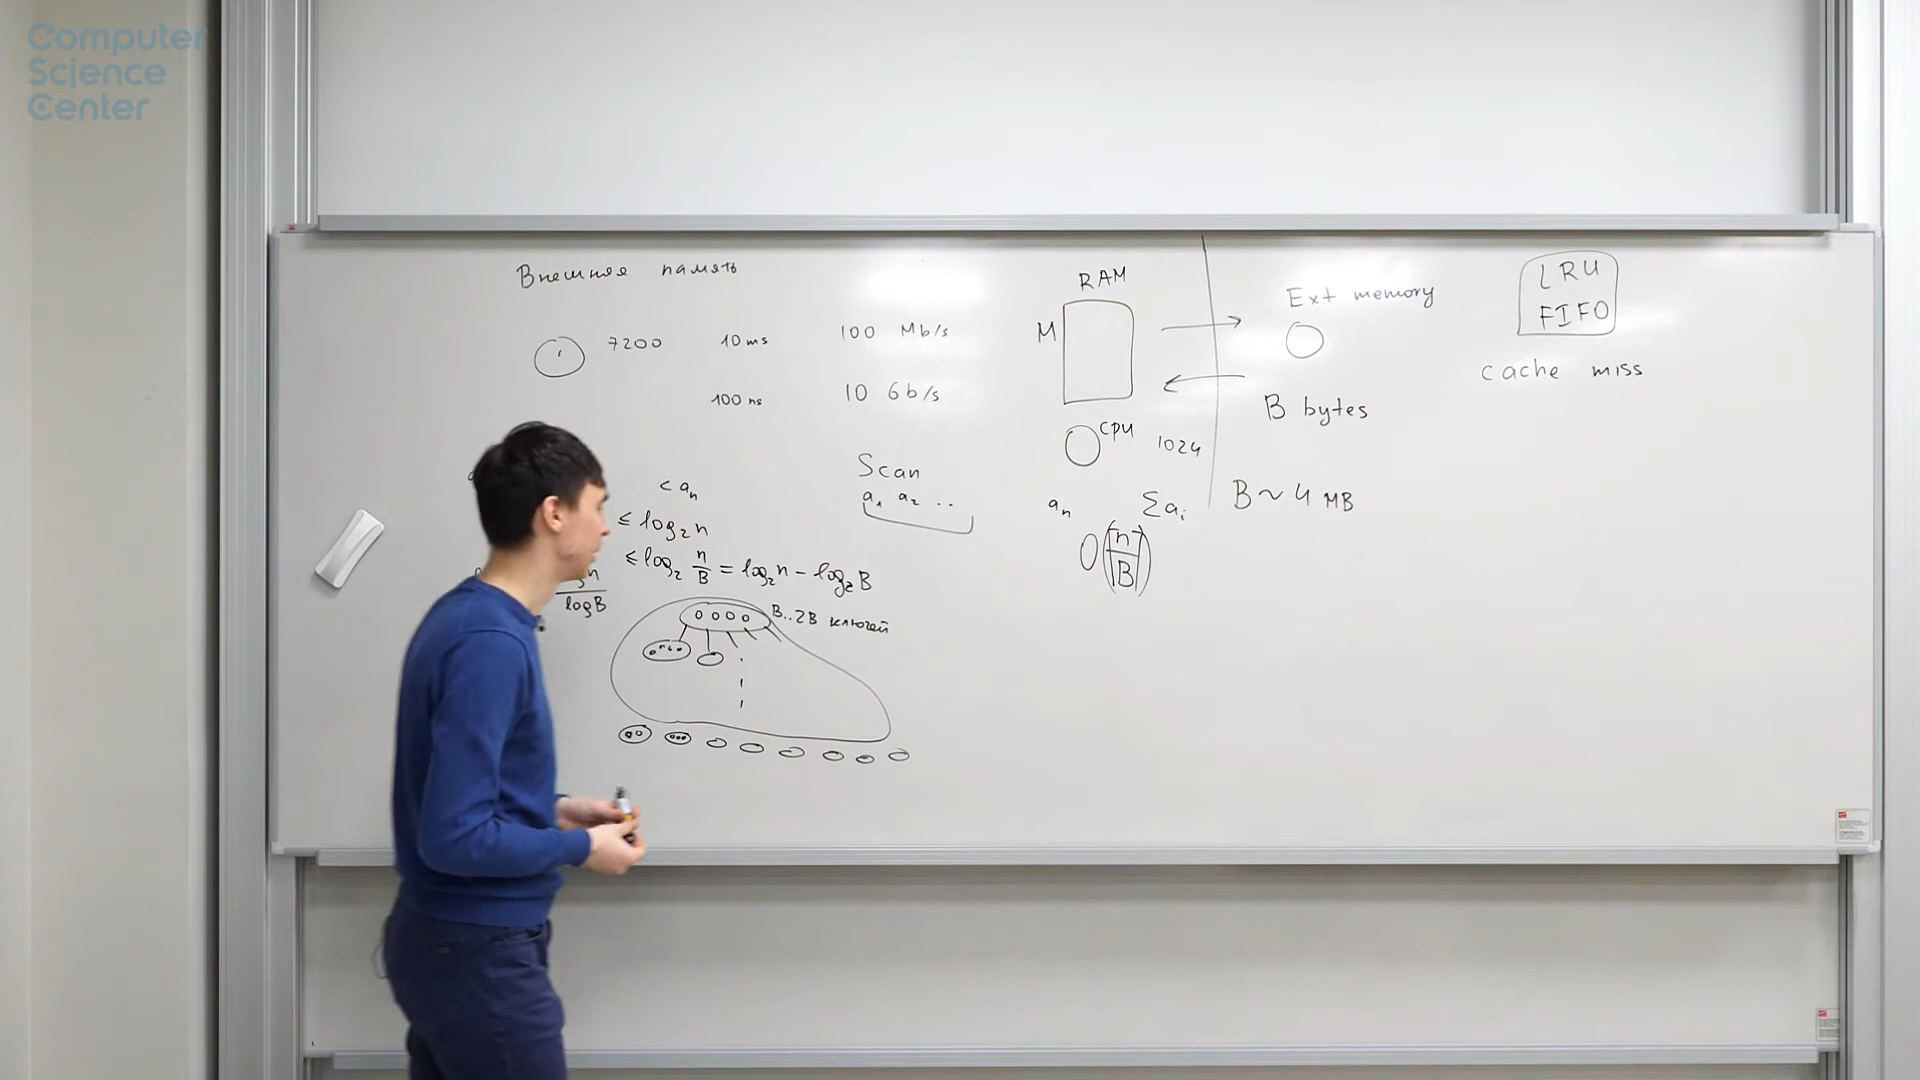 Computer
Science
Center
Внешняя память
7200 10 ms 100 Mb/s
100 ns 10 Gb/s
< aₙ
≤ log₂ n
≤ log₂ n/B = log₂ n − log₂ B
log B
B..2B ключей
Scan
a₁ a₂ ...
RAM
M
CPU 1024
aₙ Σaᵢ
O(⌈n/B⌉)
Ext memory
B bytes
B ~ 4 MB
LRU
FIFO
cache miss